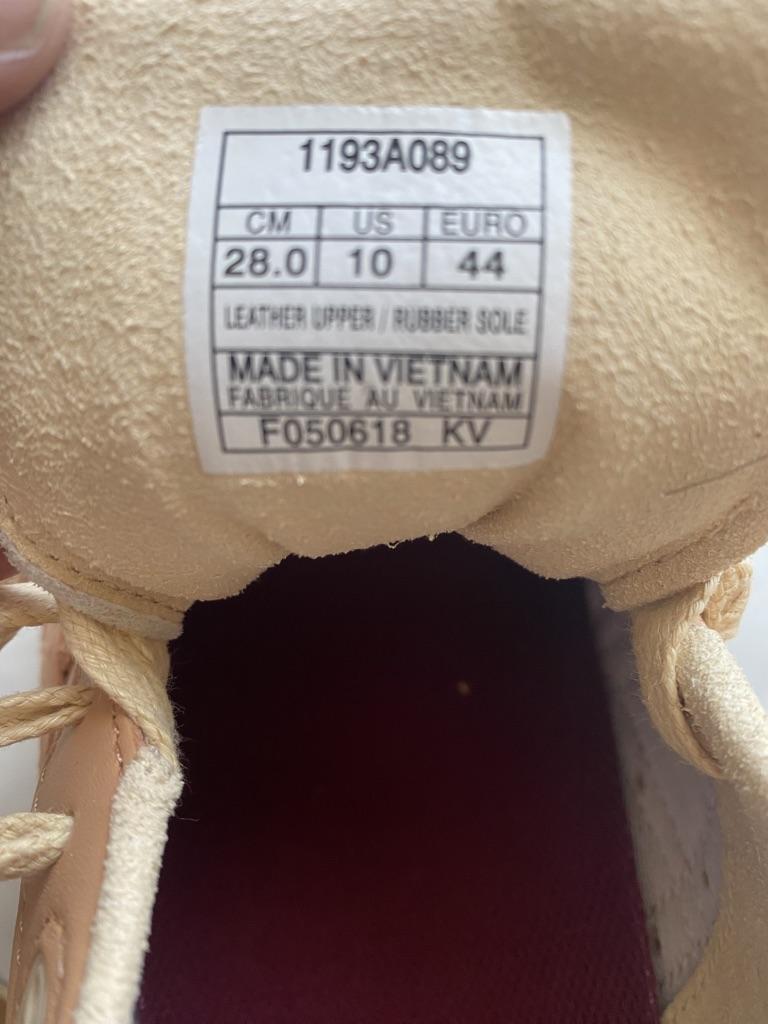 1193A089
CM US EURO
28.0 10 44
LEATHER UPPER / RUBBER SOLE
MADE IN VIETNAM
FABRIQUE AU VIETNAM
F050618 KV